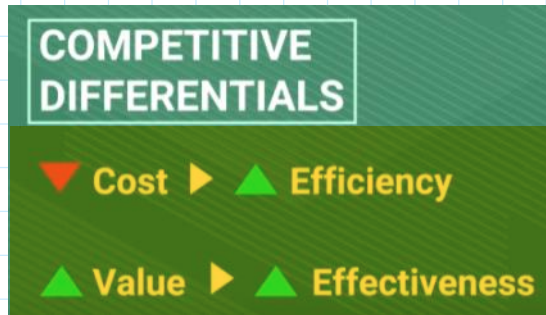 COMPETITIVE
DIFFERENTIALS
Cost Efficiency
Value Effectiveness